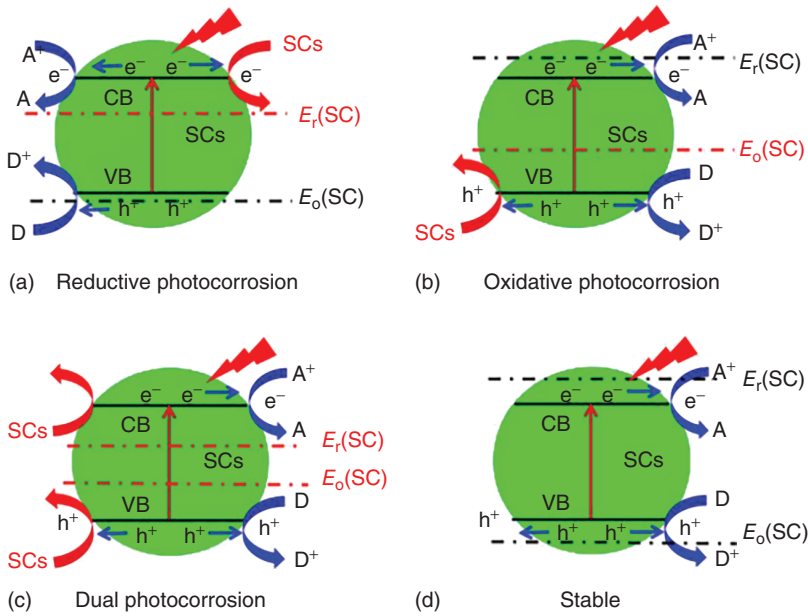 A⁺
e⁻
A
e⁻
e⁻
SCs
e⁻
CB
Eᵣ(SC)
SCs
D⁺
VB
Eₒ(SC)
h⁺
h⁺
D
(a) Reductive photocorrosion
A⁺
Eᵣ(SC)
e⁻
e⁻
e⁻
A
CB
SCs
Eₒ(SC)
VB
D
h⁺
h⁺
h⁺
h⁺
SCs
D⁺
(b) Oxidative photocorrosion
A⁺
e⁻
e⁻
e⁻
SCs
CB
A
Eᵣ(SC)
SCs
Eₒ(SC)
VB
D
h⁺
h⁺
h⁺
h⁺
SCs
D⁺
(c) Dual photocorrosion
A⁺
Eᵣ(SC)
e⁻
e⁻
e⁻
CB
A
SCs
VB
D
h⁺
h⁺
h⁺
h⁺
Eₒ(SC)
D⁺
(d) Stable